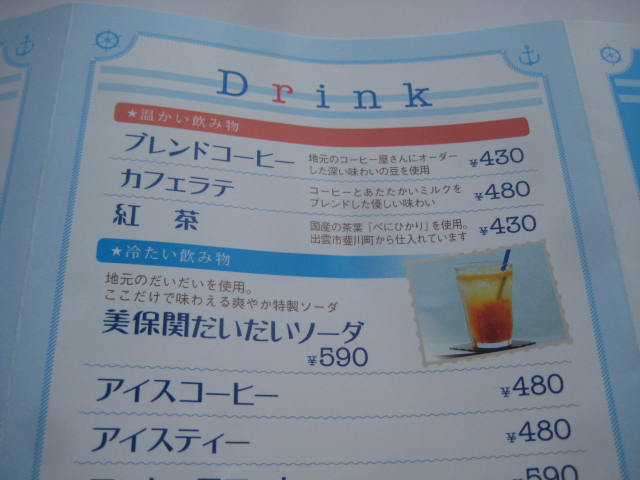 Drink
★温かい飲み物
ブレンドコーヒー 地元のコーヒー屋さんにオーダー ¥430
した深い味わいの豆を使用
カフェラテ コーヒーとあたたかいミルクを ¥480
ブレンドした優しい味わい
紅 茶 国産の茶葉『べにひかり』を使用。 ¥430
出雲市斐川町から仕入れています
★冷たい飲み物
地元のだいだいを使用。
ここだけで味わえる爽やか特製ソーダ
美保関だいだいソーダ
¥590
アイスコーヒー ¥480
アイスティー ¥480
¥590